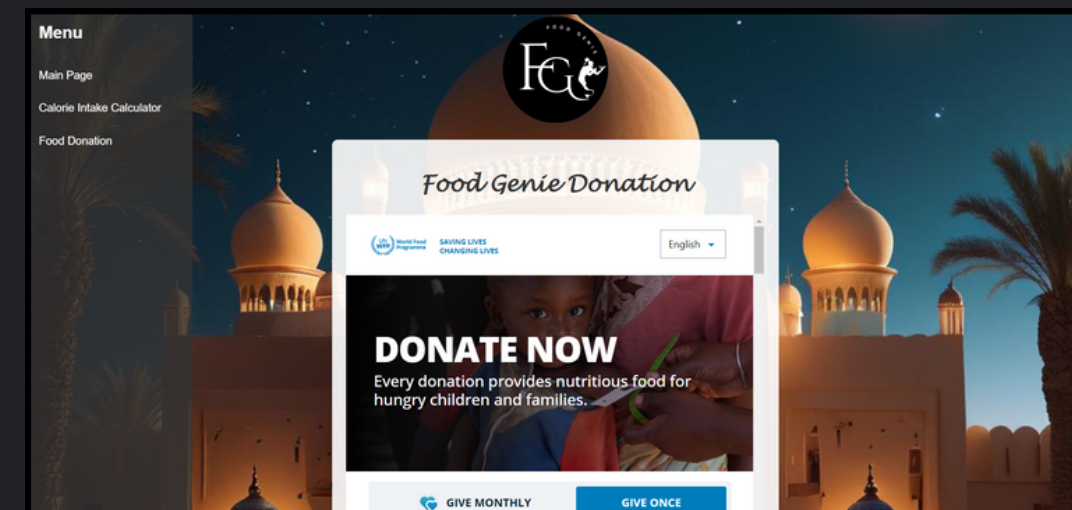 Menu
Main Page
Calorie Intake Calculator
Food Donation
FOOD GENIE
FG
Food Genie Donation
WFP
World Food
Programme
SAVING LIVES
CHANGING LIVES
English
DONATE NOW
Every donation provides nutritious food for
hungry children and families.
GIVE MONTHLY
GIVE ONCE